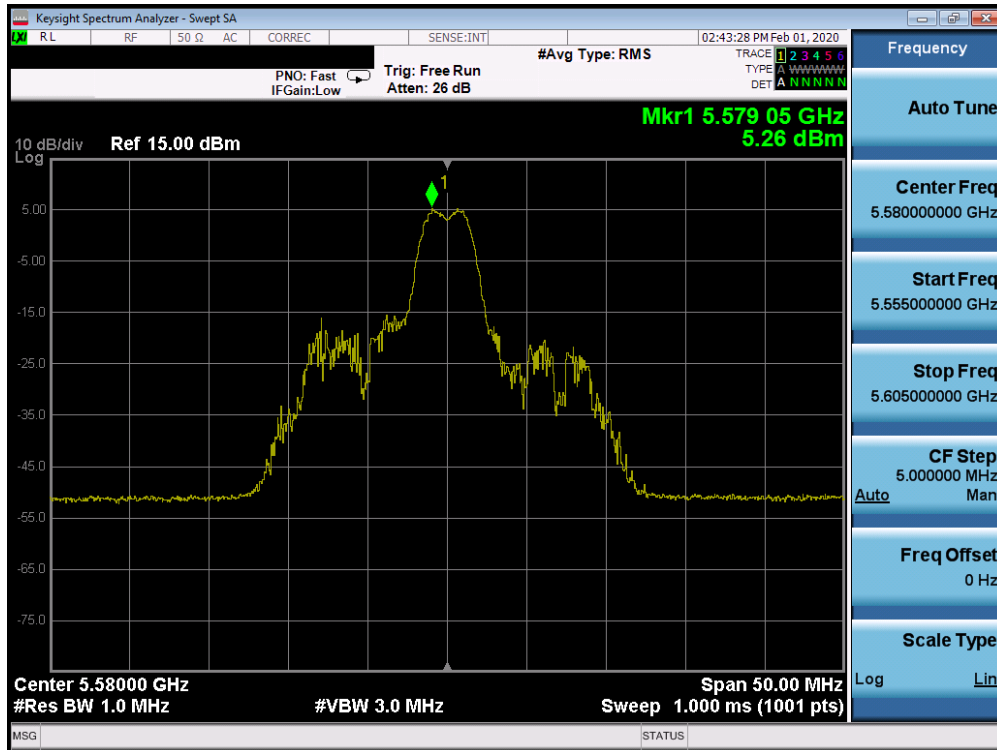 Keysight Spectrum Analyzer - Swept SA
LXI RL RF 50 Ω AC CORREC SENSE:INT 02:43:28 PM Feb 01, 2020
#Avg Type: RMS TRACE 1 2 3 4 5 6
PNO: Fast Trig: Free Run TYPE A WWWWW
IFGain:Low Atten: 26 dB DET A N N N N N
Mkr1 5.579 05 GHz
5.26 dBm
10 dB/div Ref 15.00 dBm
Log
1
5.00
-5.00
-15.0
-25.0
-35.0
-45.0
-55.0
-65.0
-75.0
Center 5.58000 GHz Span 50.00 MHz
#Res BW 1.0 MHz #VBW 3.0 MHz Sweep 1.000 ms (1001 pts)
MSG STATUS
Frequency
Auto Tune
Center Freq
5.580000000 GHz
Start Freq
5.555000000 GHz
Stop Freq
5.605000000 GHz
CF Step
5.000000 MHz
Auto Man
Freq Offset
0 Hz
Scale Type
Log Lin